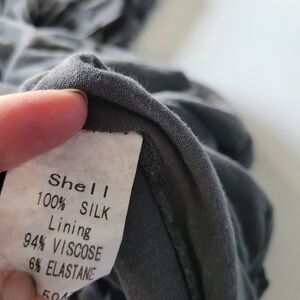 Shell
100% SILK
Lining
94% VISCOSE
6% ELASTANE